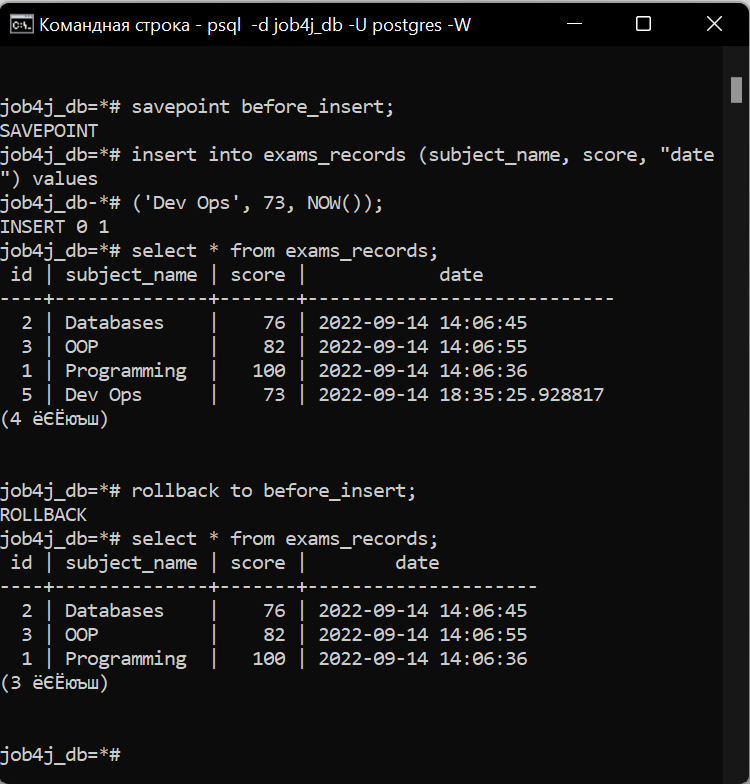 Командная строка - psql -d job4j_db -U postgres -W
job4j_db=*# savepoint before_insert;
SAVEPOINT
job4j_db=*# insert into exams_records (subject_name, score, "date
") values
job4j_db-*# ('Dev Ops', 73, NOW());
INSERT 0 1
job4j_db=*# select * from exams_records;
 id | subject_name | score |            date
----+--------------+-------+----------------------------
  2 | Databases    |    76 | 2022-09-14 14:06:45
  3 | OOP          |    82 | 2022-09-14 14:06:55
  1 | Programming  |   100 | 2022-09-14 14:06:36
  5 | Dev Ops      |    73 | 2022-09-14 18:35:25.928817
(4 ёЄЁюъш)
job4j_db=*# rollback to before_insert;
ROLLBACK
job4j_db=*# select * from exams_records;
 id | subject_name | score |        date
----+--------------+-------+---------------------
  2 | Databases    |    76 | 2022-09-14 14:06:45
  3 | OOP          |    82 | 2022-09-14 14:06:55
  1 | Programming  |   100 | 2022-09-14 14:06:36
(3 ёЄЁюъш)
job4j_db=*#